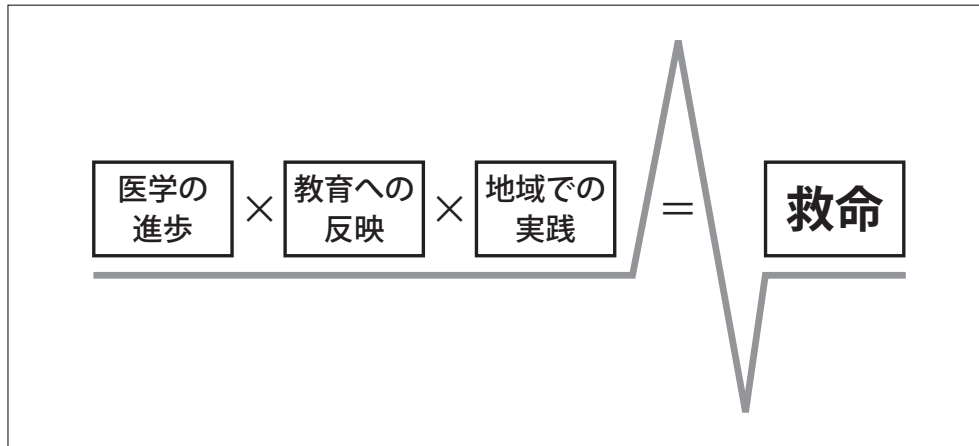 医学の
進歩
×
教育への
反映
×
地域での
実践
=
救命